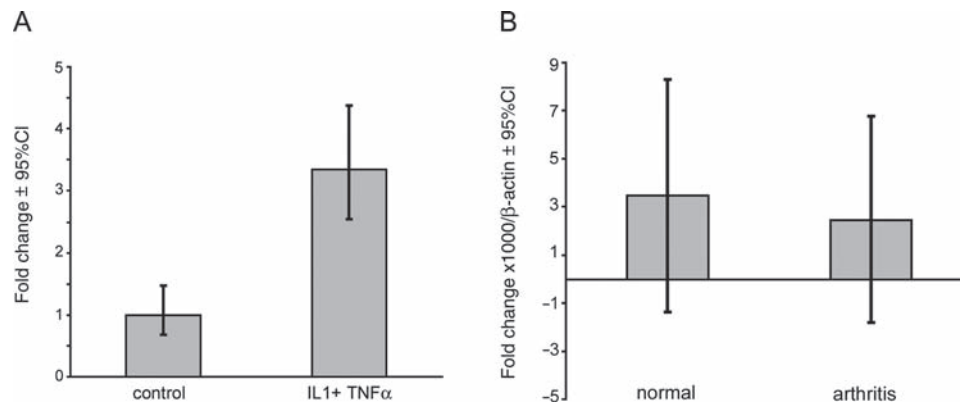 A
Fold change ± 95%CI
5
4
3
2
1
0
control
IL1+ TNFα
B
Fold change x1000/β-actin ± 95%CI
9
7
5
3
1
–1
–3
–5
normal
arthritis